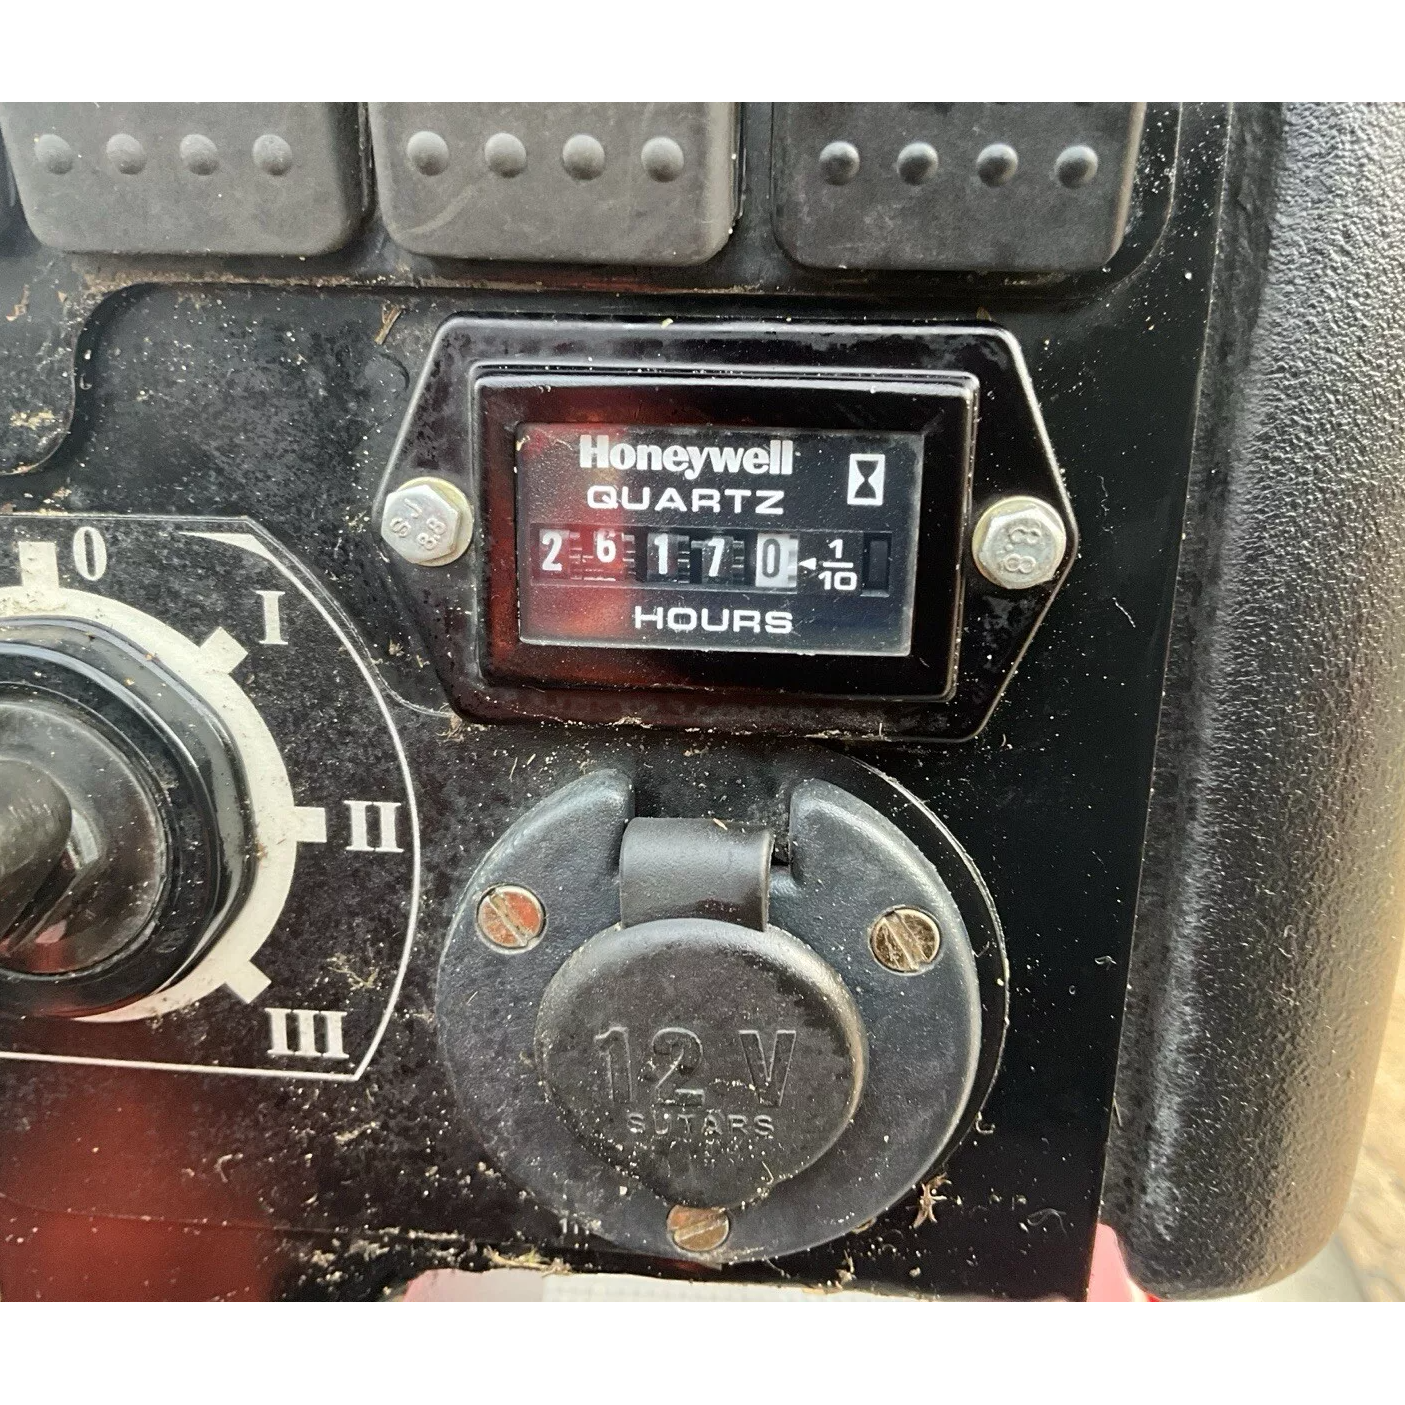 Honeywell
QUARTZ
2 6 1 7 0 1/10
HOURS
0
I
II
III
8.8
8.8
12 V
SUTARS